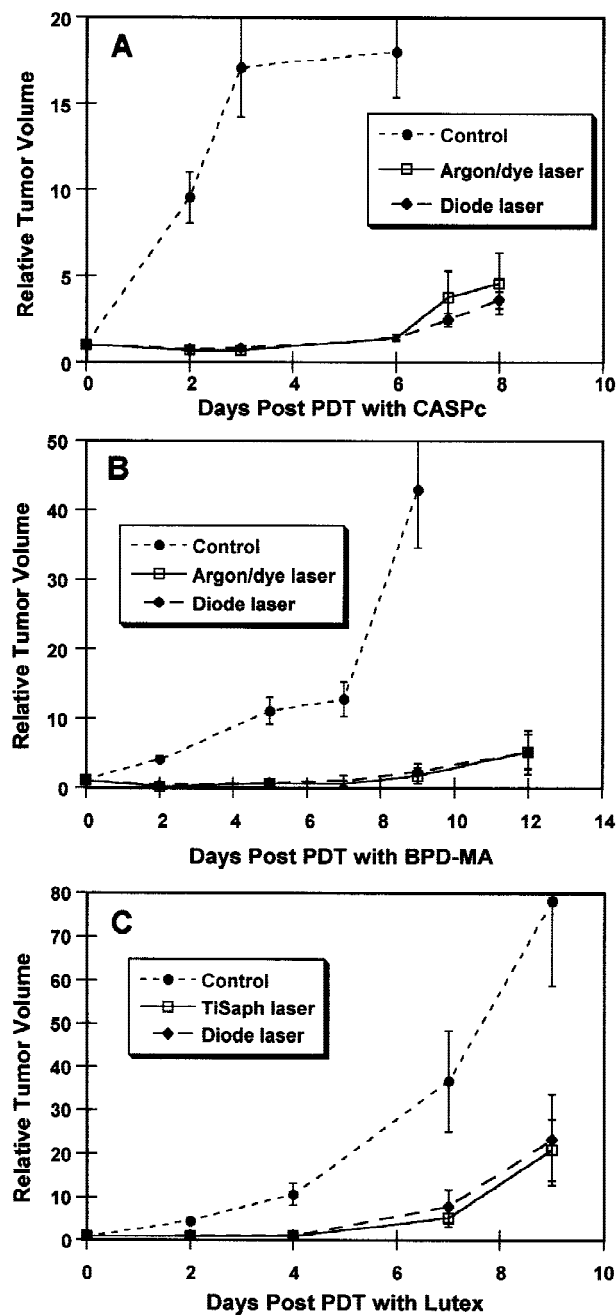 A
20
15
10
5
0
Relative Tumor Volume
Control
Argon/dye laser
Diode laser
0 2 4 6 8 10
Days Post PDT with CASPc
B
50
40
30
20
10
0
Relative Tumor Volume
Control
Argon/dye laser
Diode laser
0 2 4 6 8 10 12 14
Days Post PDT with BPD-MA
C
80
70
60
50
40
30
20
10
0
Relative Tumor Volume
Control
TiSaph laser
Diode laser
0 2 4 6 8 10
Days Post PDT with Lutex